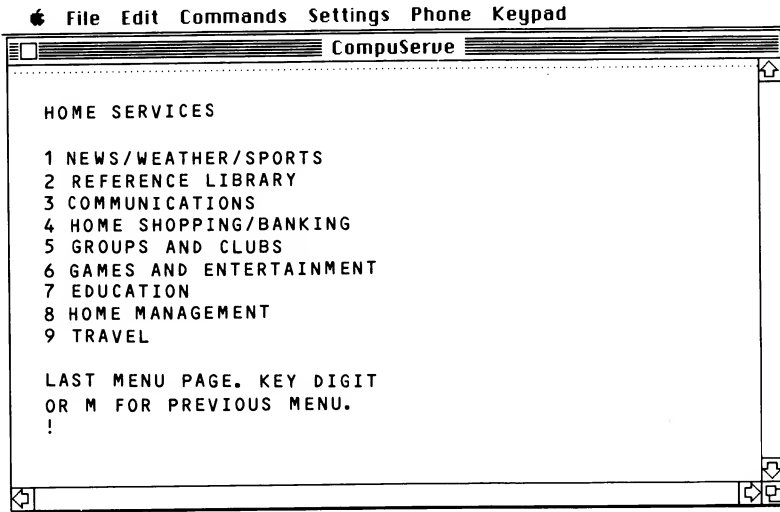 File Edit Commands Settings Phone Keypad
CompuServe
HOME SERVICES
1 NEWS/WEATHER/SPORTS
2 REFERENCE LIBRARY
3 COMMUNICATIONS
4 HOME SHOPPING/BANKING
5 GROUPS AND CLUBS
6 GAMES AND ENTERTAINMENT
7 EDUCATION
8 HOME MANAGEMENT
9 TRAVEL
LAST MENU PAGE. KEY DIGIT
OR M FOR PREVIOUS MENU.
!